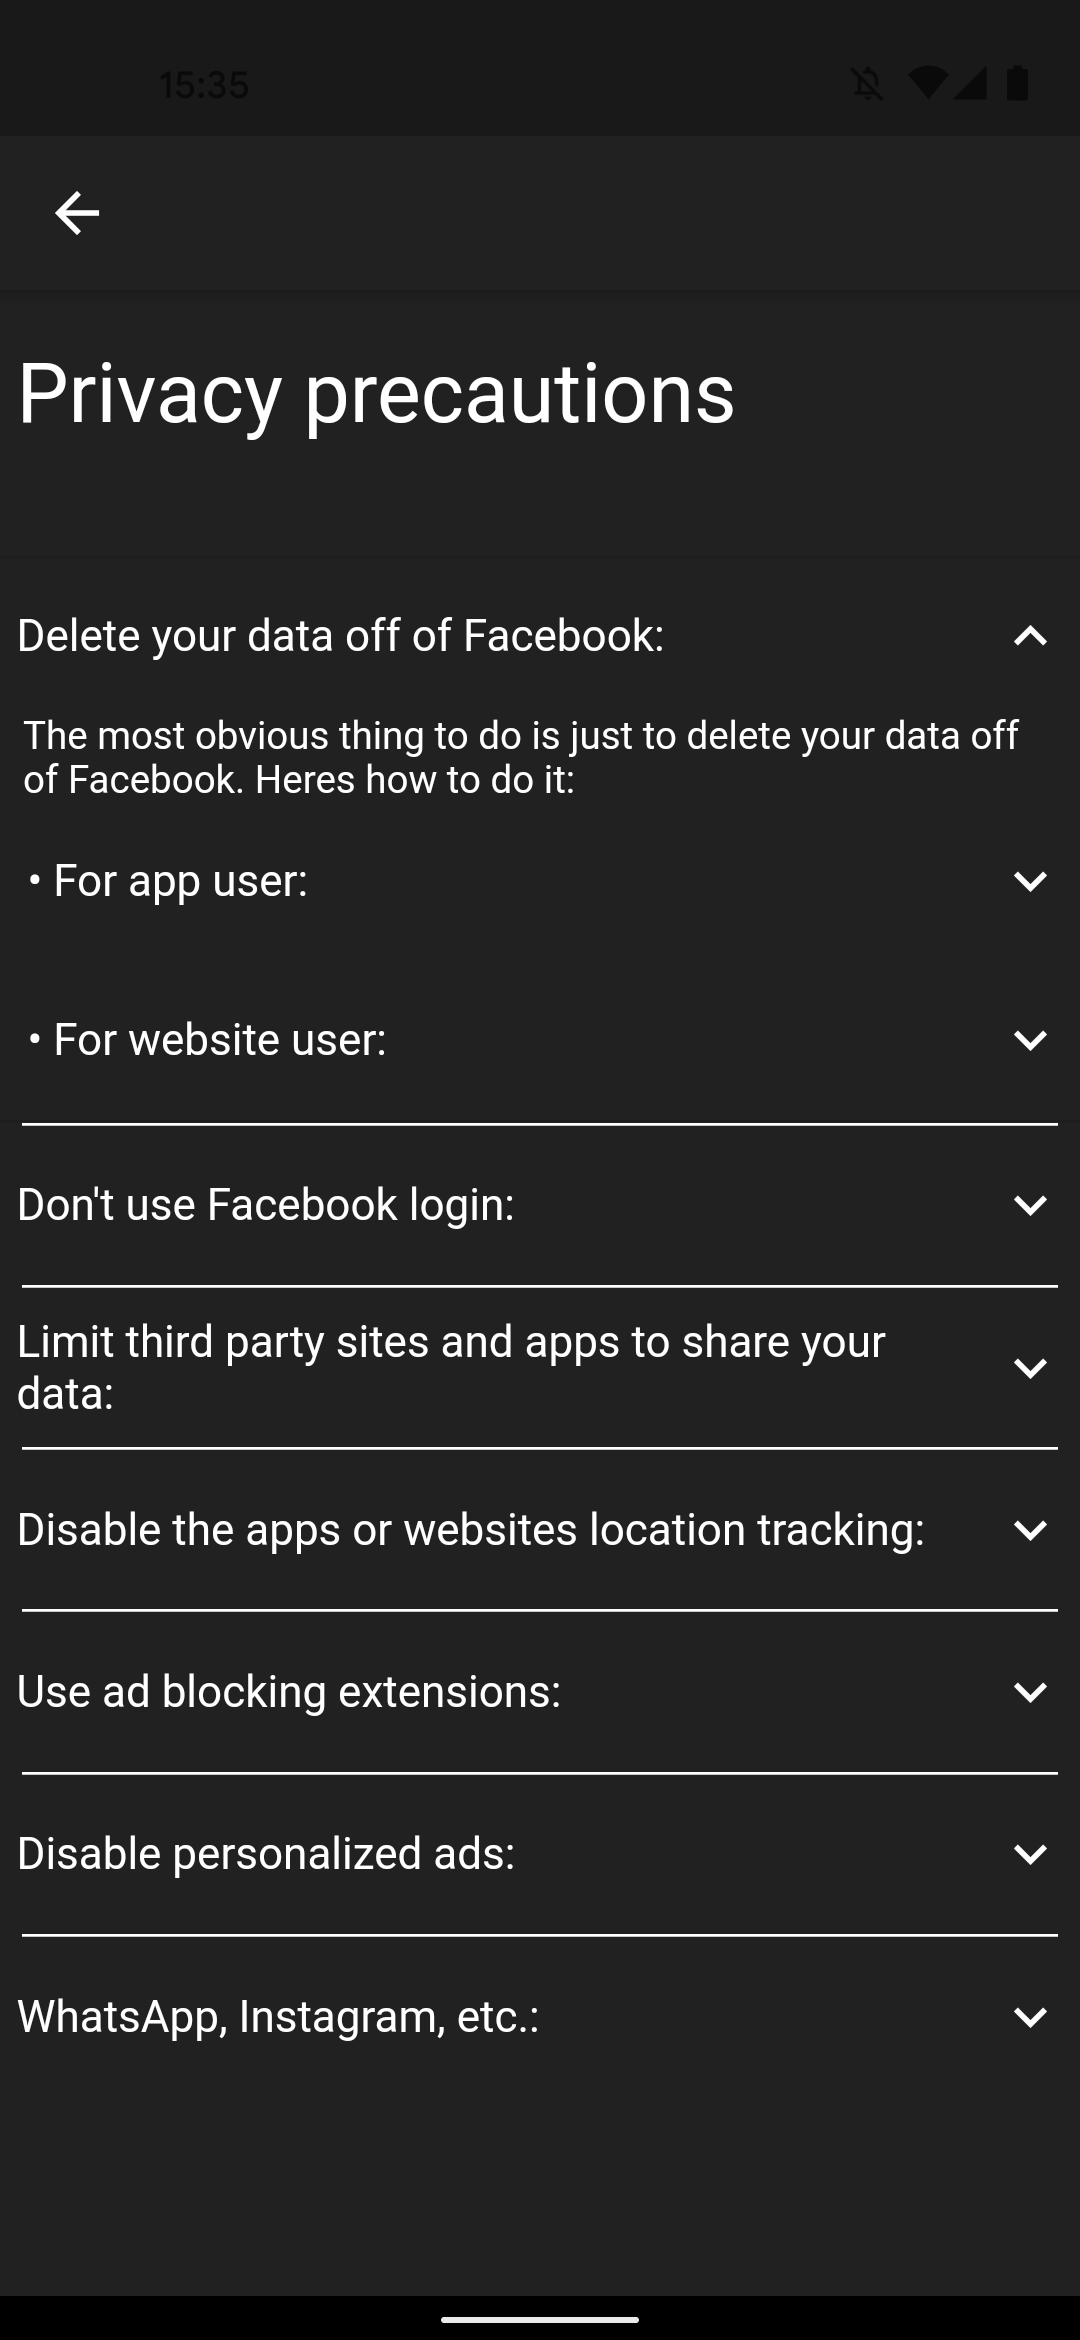 15:35
Privacy precautions
Delete your data off of Facebook:
The most obvious thing to do is just to delete your data off
of Facebook. Heres how to do it:
• For app user:
• For website user:
Don't use Facebook login:
Limit third party sites and apps to share your
data:
Disable the apps or websites location tracking:
Use ad blocking extensions:
Disable personalized ads:
WhatsApp, Instagram, etc.: